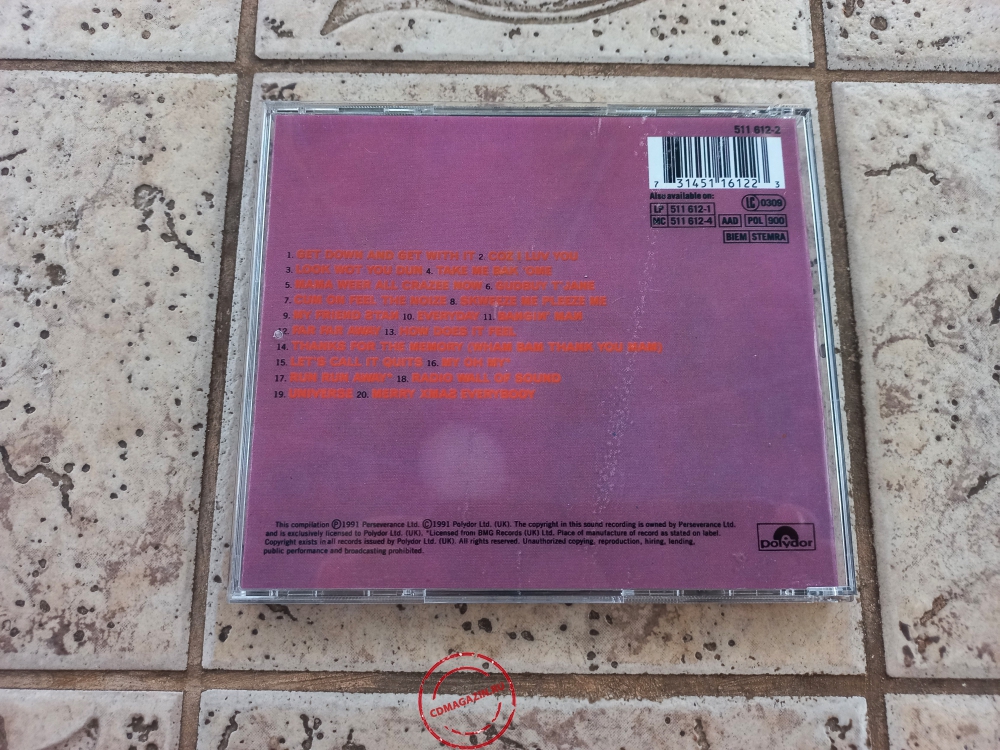 511 612-2
7 31451 16122 3
Also available on:
LP 511 612-1
LC 0309
MC 511 612-4 AAD POL 900
BIEM STEMRA
1. GET DOWN AND GET WITH IT 2. COZ I LUV YOU
3. LOOK WOT YOU DUN 4. TAKE ME BAK 'OME
5. MAMA WEER ALL CRAZEE NOW 6. GUDBUY T'JANE
7. CUM ON FEEL THE NOIZE 8. SKWEEZE ME PLEEZE ME
9. MY FRIEND STAN 10. EVERYDAY 11. BANGIN' MAN
12. FAR FAR AWAY 13. HOW DOES IT FEEL
14. THANKS FOR THE MEMORY (WHAM BAM THANK YOU MAM)
15. LET'S CALL IT QUITS 16. MY OH MY*
17. RUN RUN AWAY* 18. RADIO WALL OF SOUND
19. UNIVERSE 20. MERRY XMAS EVERYBODY
This compilation Ⓟ1991 Perseverance Ltd. ©1991 Polydor Ltd. (UK). The copyright in this sound recording is owned by Perseverance Ltd.
and is exclusively licensed to Polydor Ltd. (UK). *Licensed from BMG Records (UK) Ltd. Place of manufacture of record as stated on label.
Copyright exists in all records issued by Polydor Ltd. (UK). All rights reserved. Unauthorized copying, reproduction, hiring, lending,
public performance and broadcasting prohibited.
Polydor